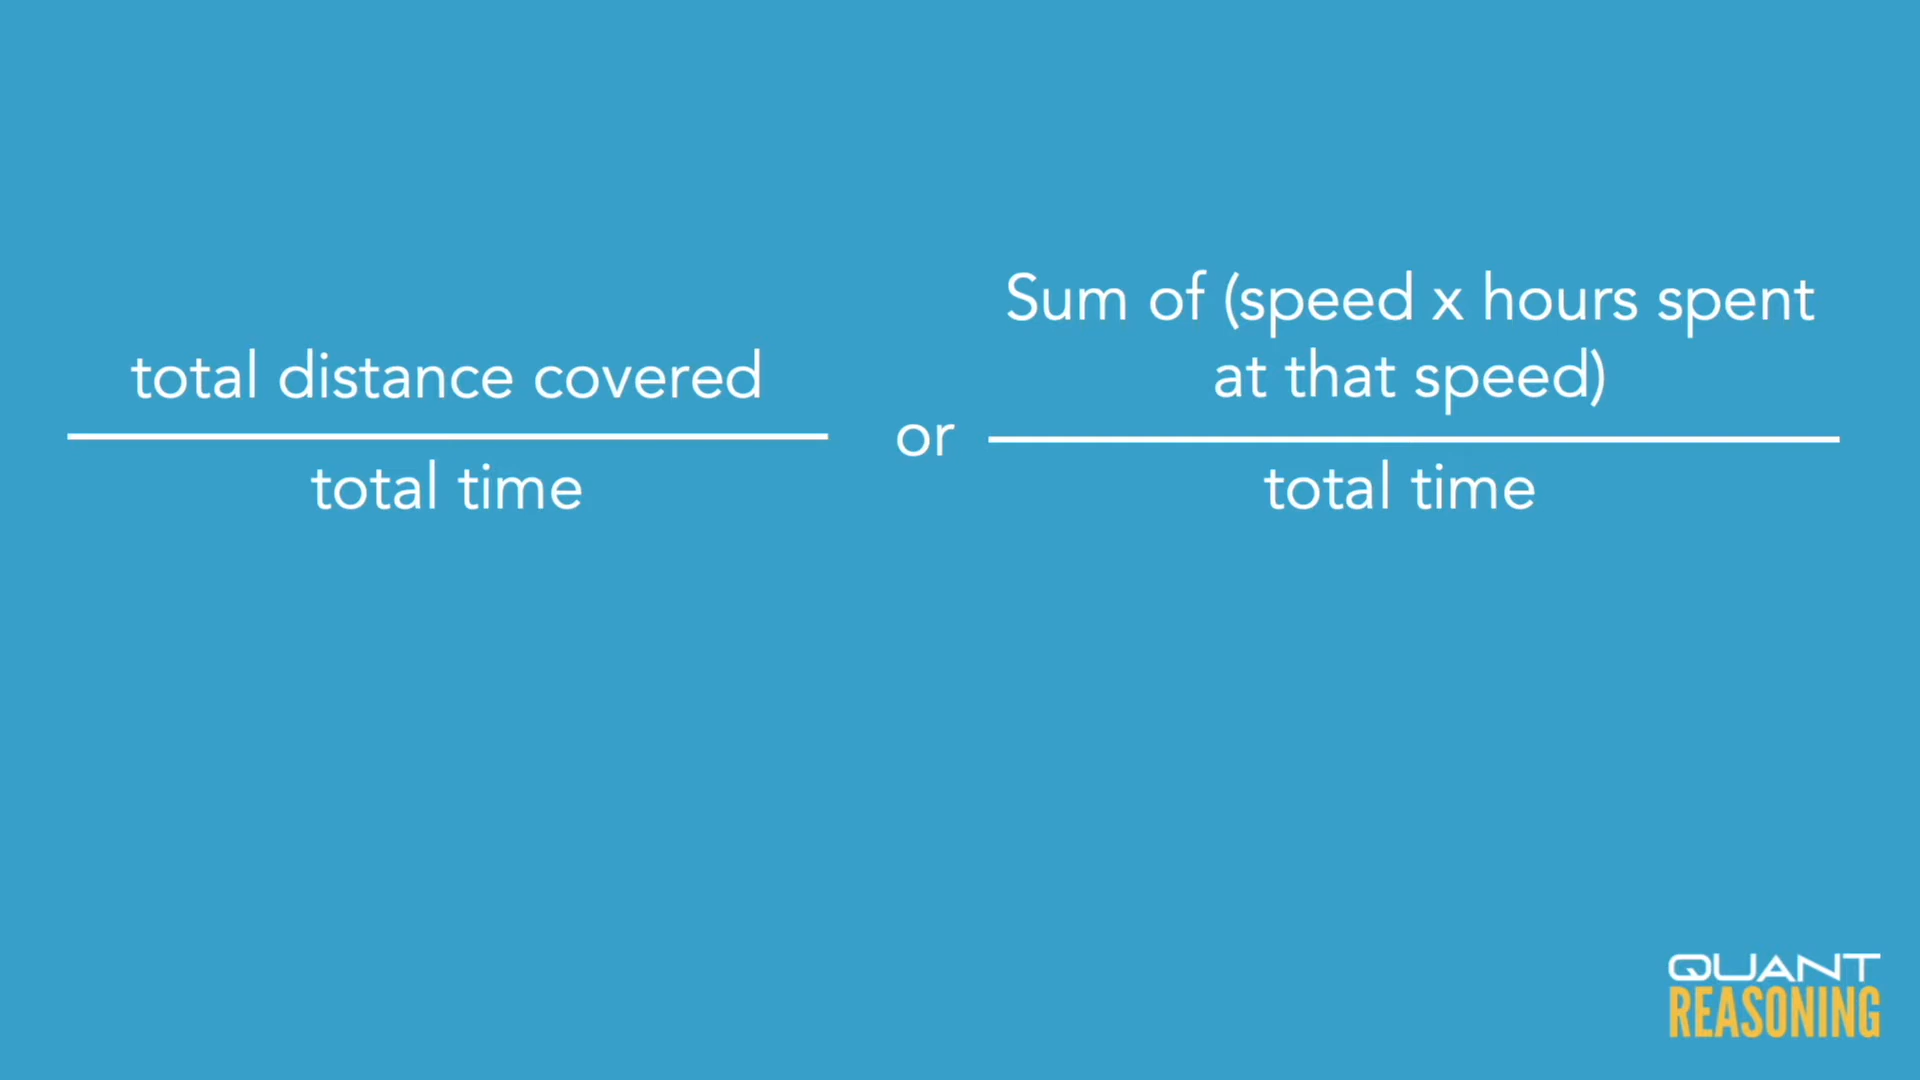 total distance covered
total time
or
Sum of (speed x hours spent
at that speed)
total time
QUANT
REASONING